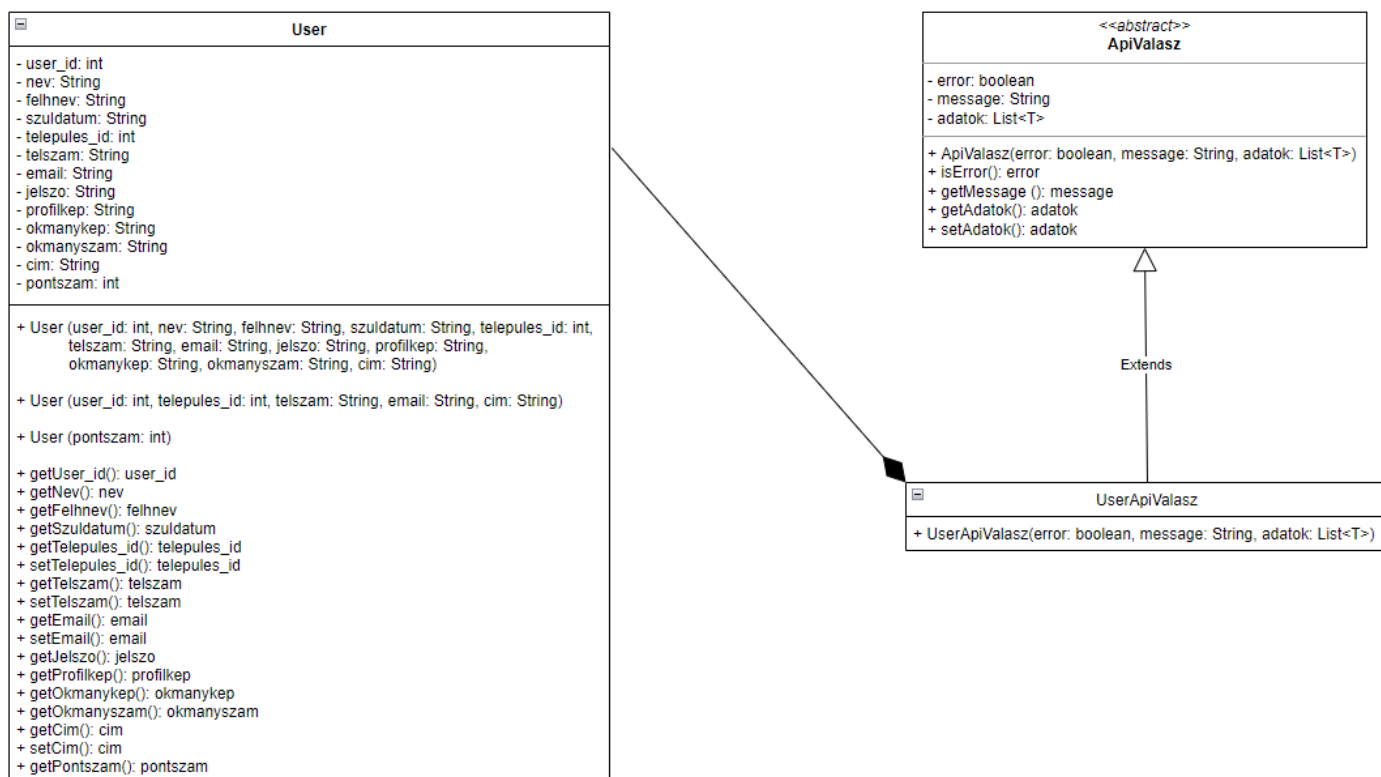 User
- user_id: int
- nev: String
- felhnev: String
- szuldatum: String
- telepules_id: int
- telszam: String
- email: String
- jelszo: String
- profilkep: String
- okmanykep: String
- okmanyszam: String
- cim: String
- pontszam: int
+ User (user_id: int, nev: String, felhnev: String, szuldatum: String, telepules_id: int,
telszam: String, email: String, jelszo: String, profilkep: String,
okmanykep: String, okmanyszam: String, cim: String)
+ User (user_id: int, telepules_id: int, telszam: String, email: String, cim: String)
+ User (pontszam: int)
+ getUser_id(): user_id
+ getNev(): nev
+ getFelhnev(): felhnev
+ getSzuldatum(): szuldatum
+ getTelepules_id(): telepules_id
+ setTelepules_id(): telepules_id
+ getTelszam(): telszam
+ setTelszam(): telszam
+ getEmail(): email
+ setEmail(): email
+ getJelszo(): jelszo
+ getProfilkep(): profilkep
+ getOkmanykep(): okmanykep
+ getOkmanyszam(): okmanyszam
+ getCim(): cim
+ setCim(): cim
+ getPontszam(): pontszam
<<abstract>>
ApiValasz
- error: boolean
- message: String
- adatok: List<T>
+ ApiValasz(error: boolean, message: String, adatok: List<T>)
+ isError(): error
+ getMessage (): message
+ getAdatok(): adatok
+ setAdatok(): adatok
Extends
UserApiValasz
+ UserApiValasz(error: boolean, message: String, adatok: List<T>)